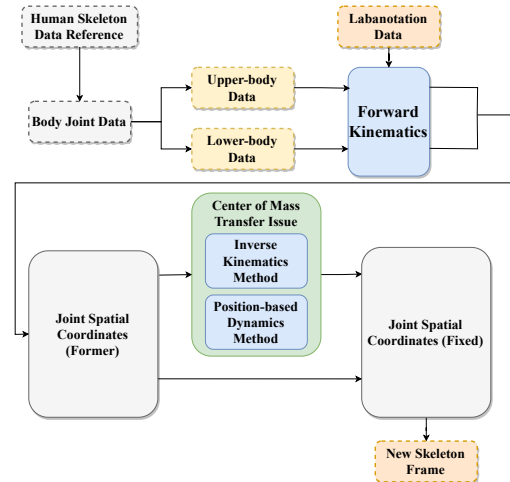 Human Skeleton
Data Reference
Labanotation
Data
Upper-body
Data
Body Joint Data
Lower-body
Data
Forward
Kinematics
Center of Mass
Transfer Issue
Inverse
Kinematics
Method
Position-based
Dynamics
Method
Joint Spatial
Coordinates
(Former)
Joint Spatial
Coordinates (Fixed)
New Skeleton
Frame